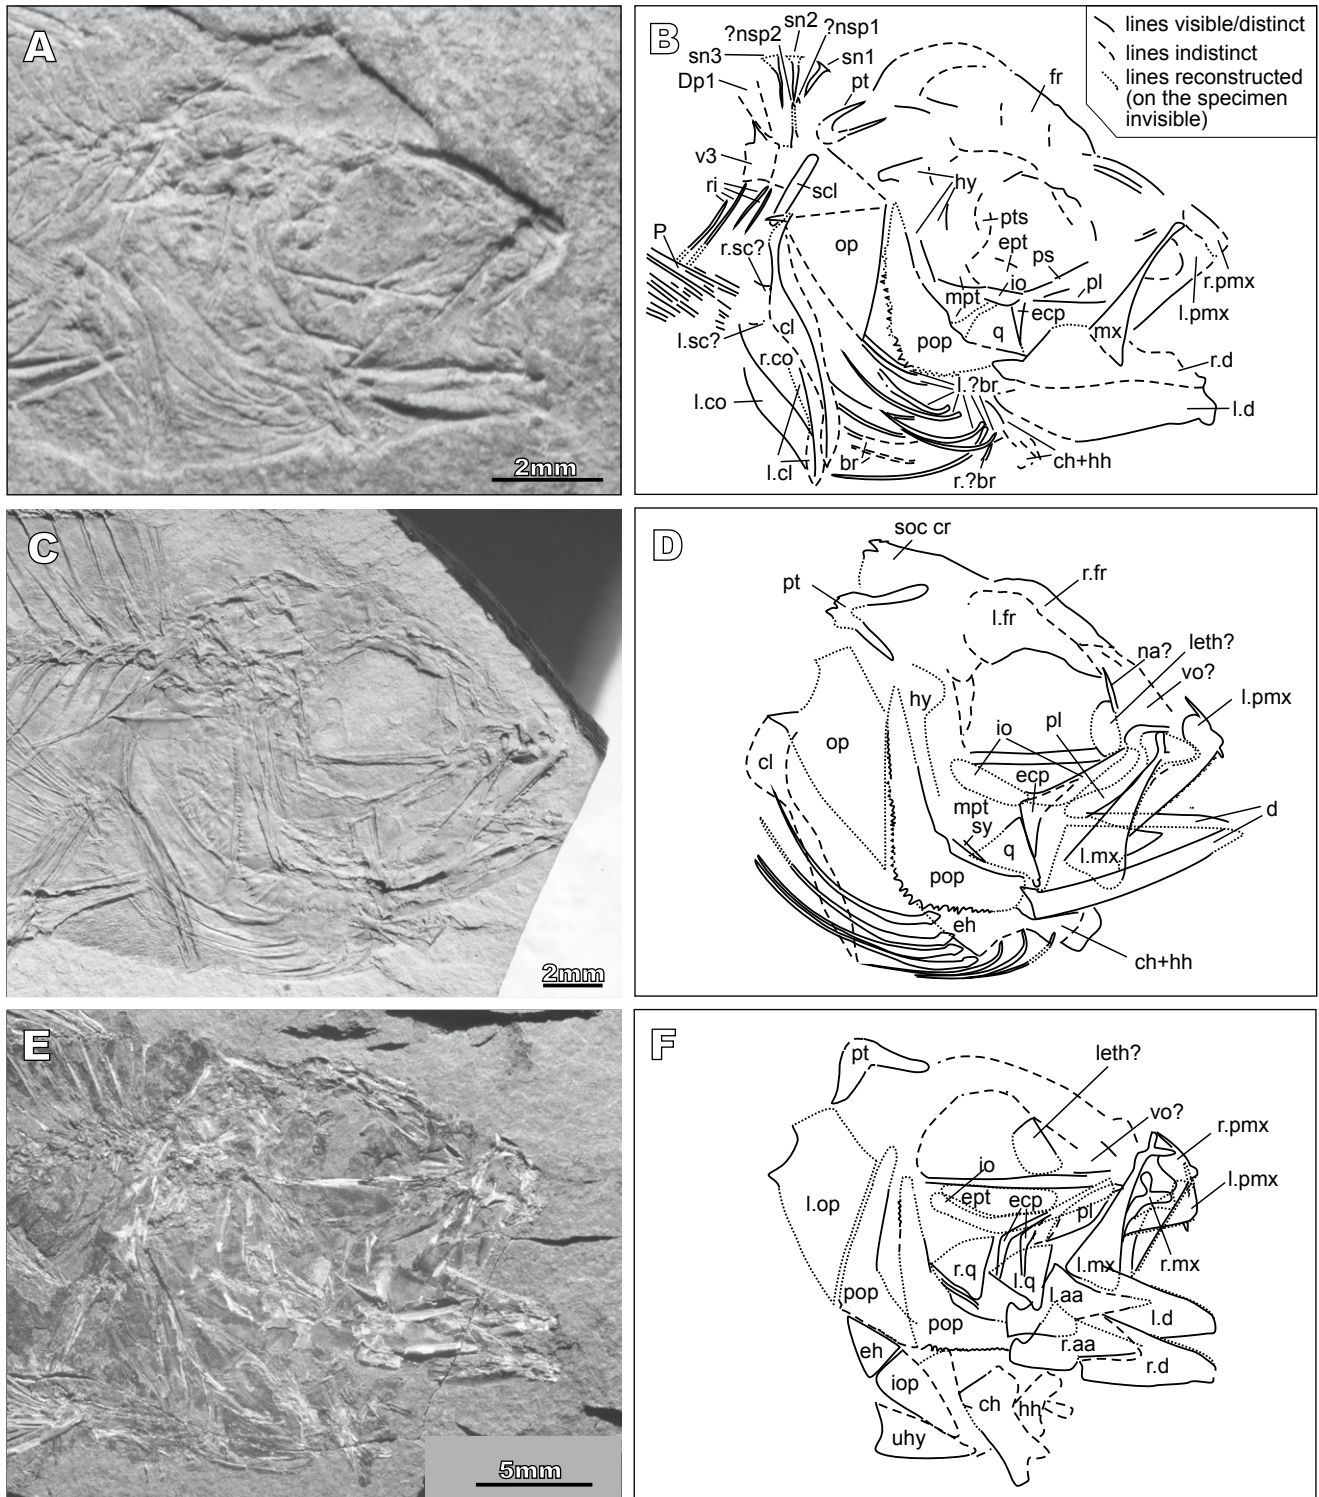 A
2mm
B
lines visible/distinct
lines indistinct
lines reconstructed
(on the specimen
invisible)
sn2
?nsp2
?nsp1
sn3
sn1
Dp1
pt
fr
v3
ri
scl
hy
P
pts
r.sc?
op
ept
ps
io
pl
r.pmx
mpt
ecp
l.pmx
l.sc?
cl
pop
q
mx
r.co
r.d
l.?br
l.co
l.d
br
l.cl
r.?br
ch+hh
C
2mm
D
soc cr
pt
r.fr
l.fr
na?
leth?
vo?
hy
l.pmx
op
pl
io
cl
ecp
mpt
d
sy
q
l.mx
pop
eh
ch+hh
E
5mm
F
pt
leth?
vo?
r.pmx
io
l.pmx
l.op
ept
ecp
pl
r.q
l.q
l.mx
r.mx
pop
l.aa
l.d
pop
r.aa
r.d
eh
iop
ch
hh
uhy